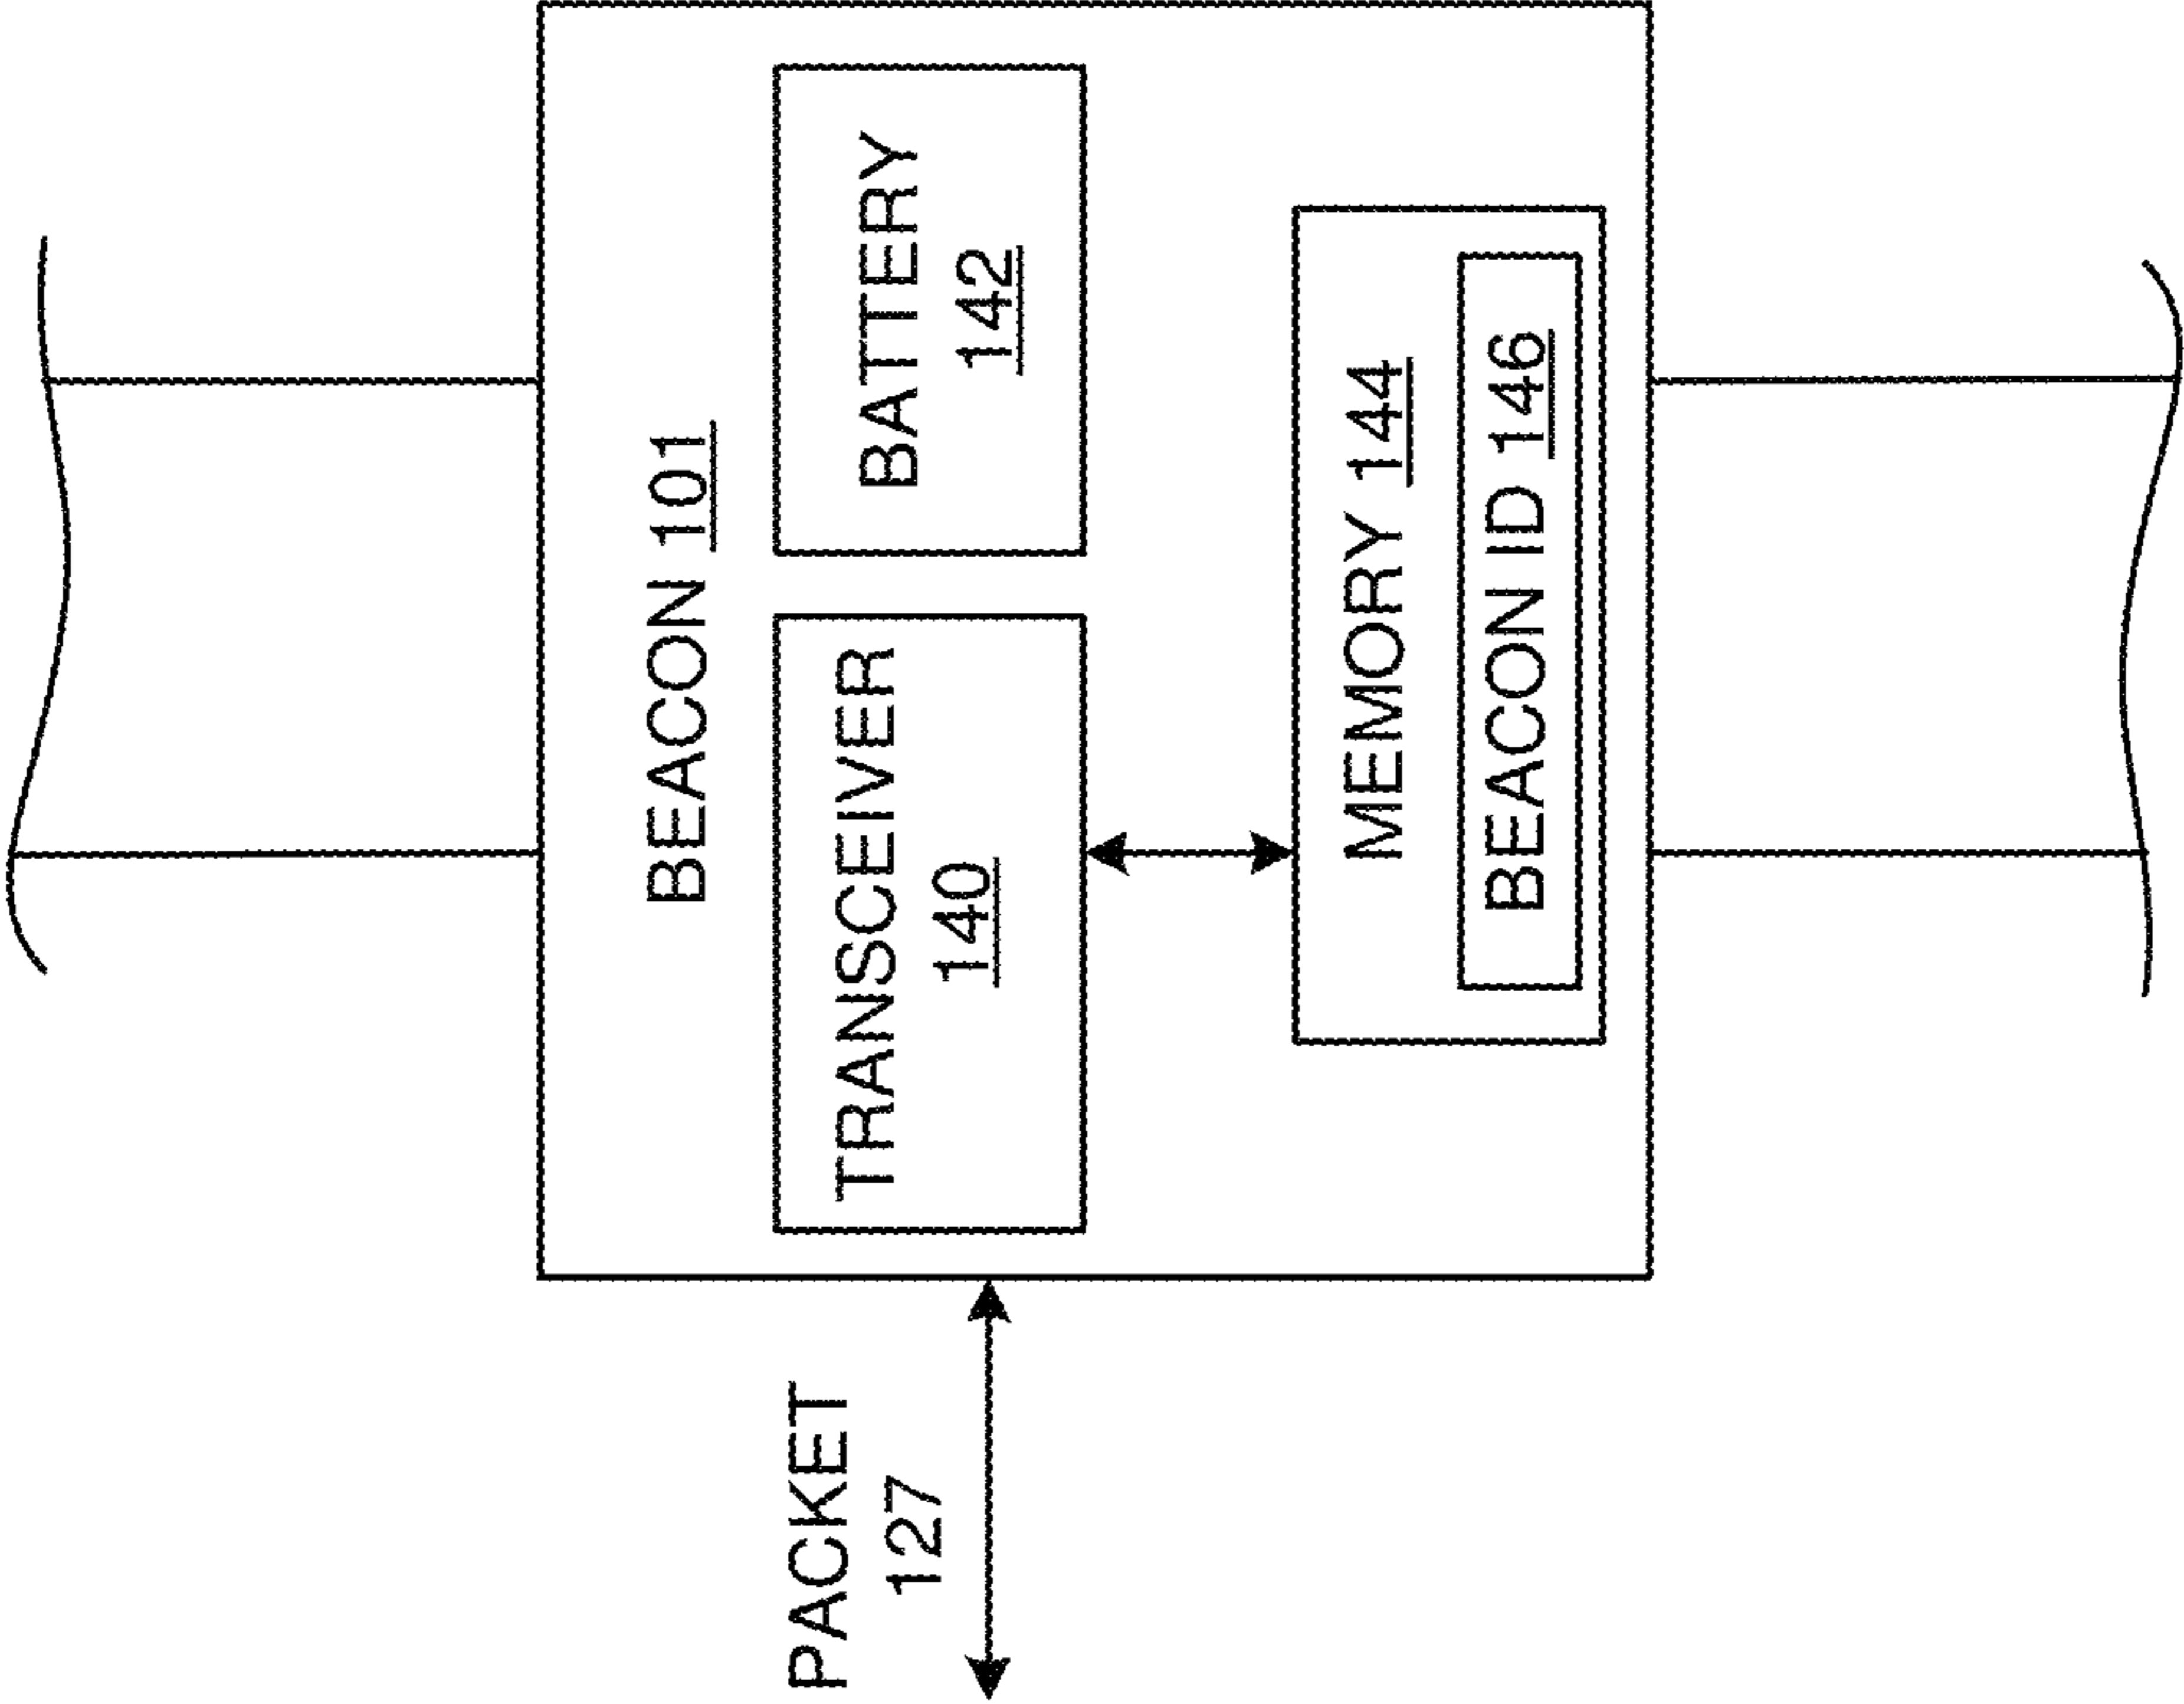 PACKET
127
BEACON 101
TRANSCEIVER
140
BATTERY
142
MEMORY 144
BEACON ID 146